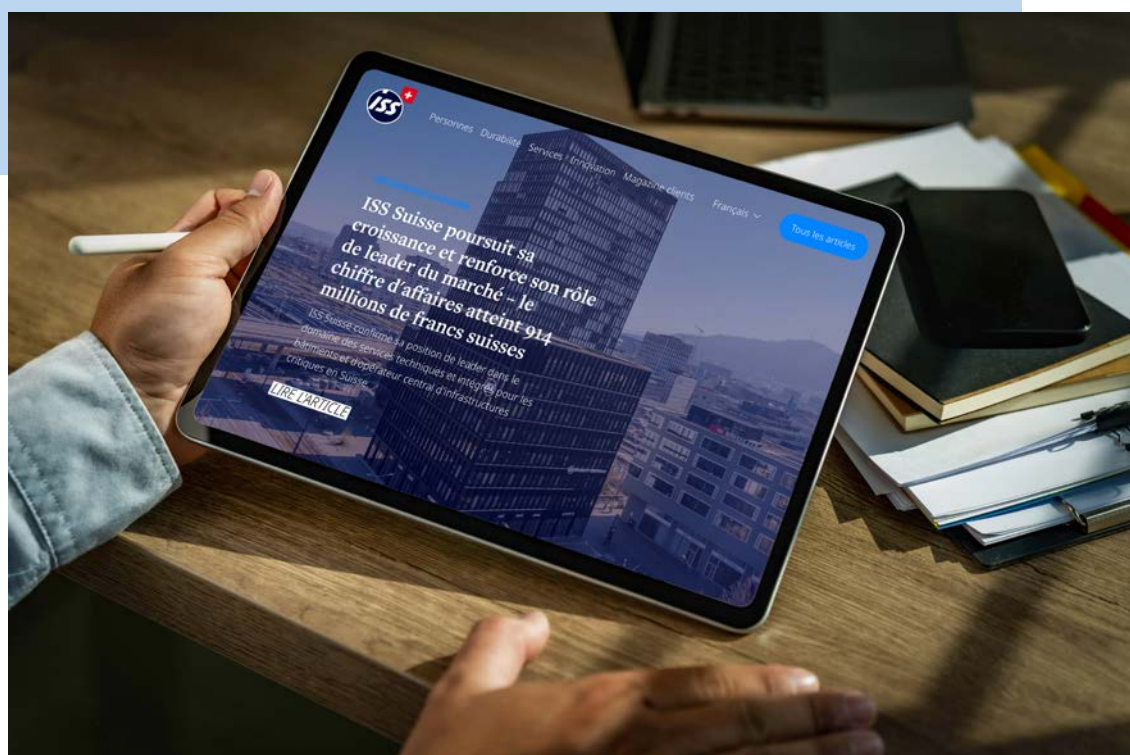 ISS
Personnes Durabilité Services Innovation Magazine clients Français
Tous les articles
ISS Suisse poursuit sa
croissance et renforce son rôle
de leader du marché – le
chiffre d'affaires atteint 914
millions de francs suisses
ISS Suisse confirme sa position de leader dans le
domaine des services techniques et intégrés pour les
bâtiments et d'opérateur central d'infrastructures
critiques en Suisse...
LIRE L'ARTICLE